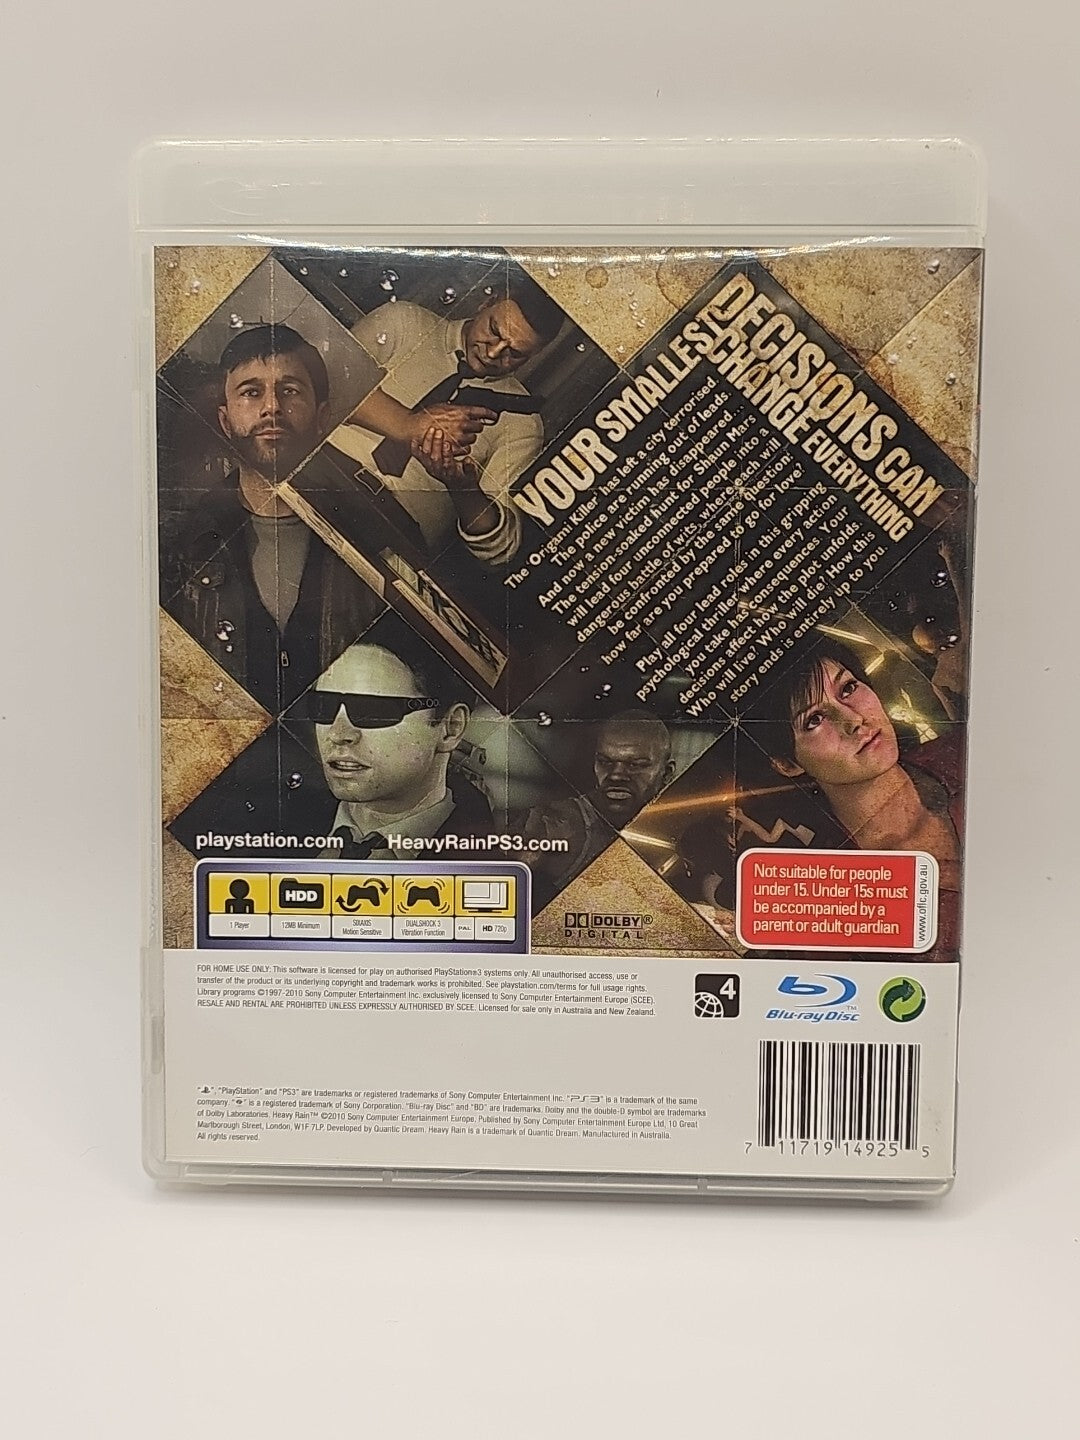 YOUR SMALLEST
DECISIONS CAN
CHANGE EVERYTHING
The 'Origami Killer' has left a city terrorised.
The police are running out of leads.
And now a new victim has disappeared...
The tension-soaked hunt for Shaun Mars
will lead four unconnected people into a
dangerous battle of wits, where each will
be confronted by the same question:
how far are you prepared to go for love?
Play all four lead roles in this gripping
psychological thriller where every action
you take has consequences. Your
decisions affect how the plot unfolds.
Who will live? Who will die? How this
story ends is entirely up to you.
playstation.com
HeavyRainPS3.com
HDD
1 Player
12MB Minimum
SIXAXIS
Motion Sensitive
DUALSHOCK 3
Vibration Function
PAL
HD 720p
DOLBY®
DIGITAL
Not suitable for people
under 15. Under 15s must
be accompanied by a
parent or adult guardian
www.oflc.gov.au
FOR HOME USE ONLY: This software is licensed for play on authorised PlayStation®3 systems only. All unauthorised access, use or
transfer of the product or its underlying copyright and trademark works is prohibited. See playstation.com/terms for full usage rights.
Library programs ©1997-2010 Sony Computer Entertainment Inc. exclusively licensed to Sony Computer Entertainment Europe (SCEE).
RESALE AND RENTAL ARE PROHIBITED UNLESS EXPRESSLY AUTHORISED BY SCEE. Licensed for sale only in Australia and New Zealand.
4
Blu-ray Disc™
" ", "PlayStation" and "PS3" are trademarks or registered trademarks of Sony Computer Entertainment Inc. "PS3" is a trademark of the same
company. " " is a registered trademark of Sony Corporation. "Blu-ray Disc" and "BD" are trademarks. Dolby and the double-D symbol are trademarks
of Dolby Laboratories. Heavy Rain™ ©2010 Sony Computer Entertainment Europe. Published by Sony Computer Entertainment Europe Ltd, 10 Great
Marlborough Street, London, W1F 7LP. Developed by Quantic Dream. Heavy Rain is a trademark of Quantic Dream. Manufactured in Australia.
All rights reserved.
7 11719 14925 5